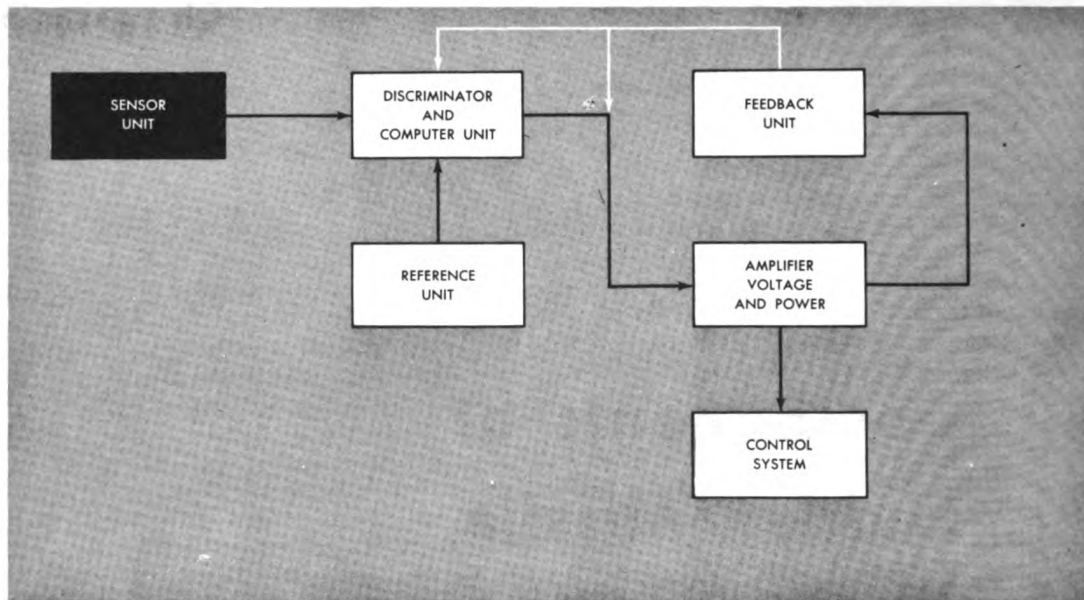 SENSOR
UNIT
DISCRIMINATOR
AND
COMPUTER UNIT
FEEDBACK
UNIT
REFERENCE
UNIT
AMPLIFIER
VOLTAGE
AND POWER
CONTROL
SYSTEM